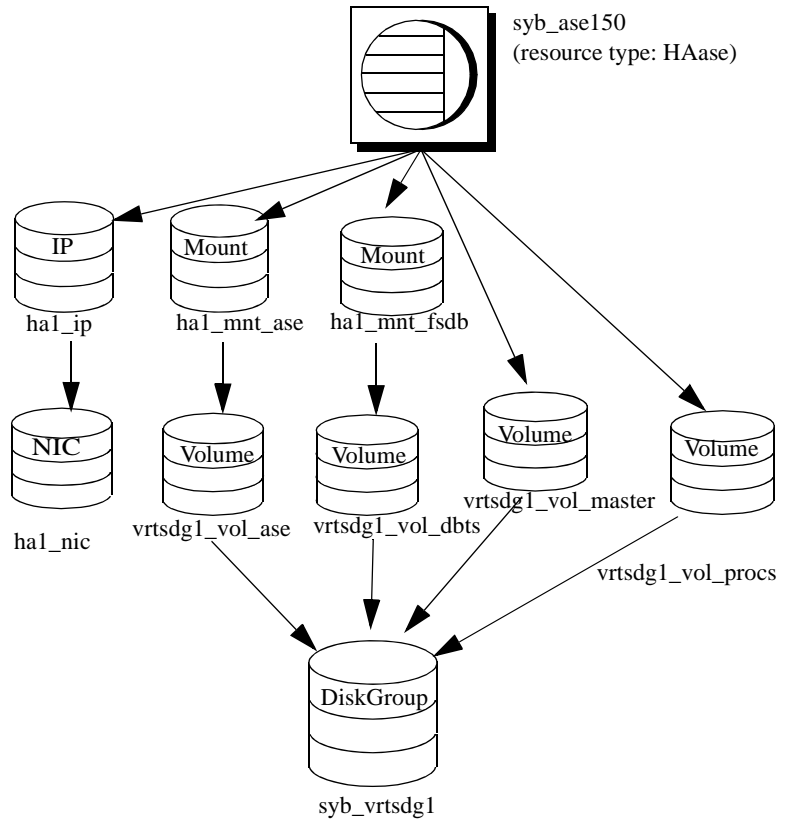 syb_ase150
(resource type: HAase)
IP
Mount
Mount
ha1_ip
ha1_mnt_ase
ha1_mnt_fsdb
NIC
Volume
Volume
Volume
Volume
ha1_nic
vrtsdg1_vol_ase
vrtsdg1_vol_dbts
vrtsdg1_vol_master
vrtsdg1_vol_procs
DiskGroup
syb_vrtsdg1